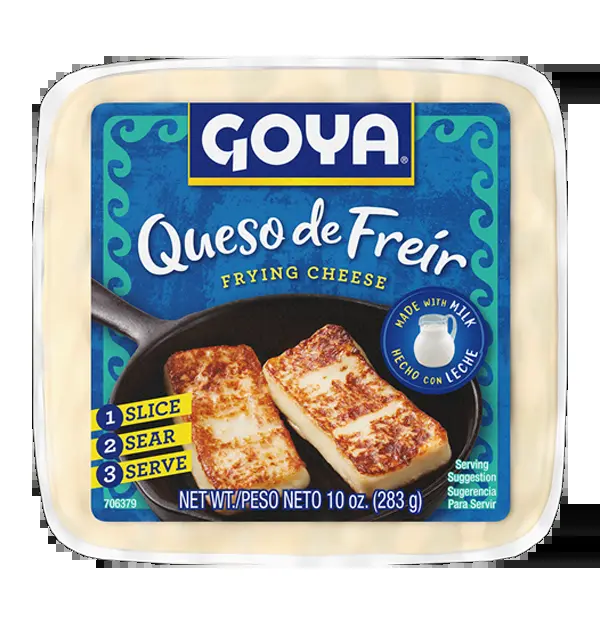 GOYA®
Queso de Freír
FRYING CHEESE
MADE WITH MILK
HECHO CON LECHE
1 SLICE
2 SEAR
3 SERVE
Serving
Suggestion
Sugerencia
Para Servir
706379
NET WT./PESO NETO 10 oz. (283 g)